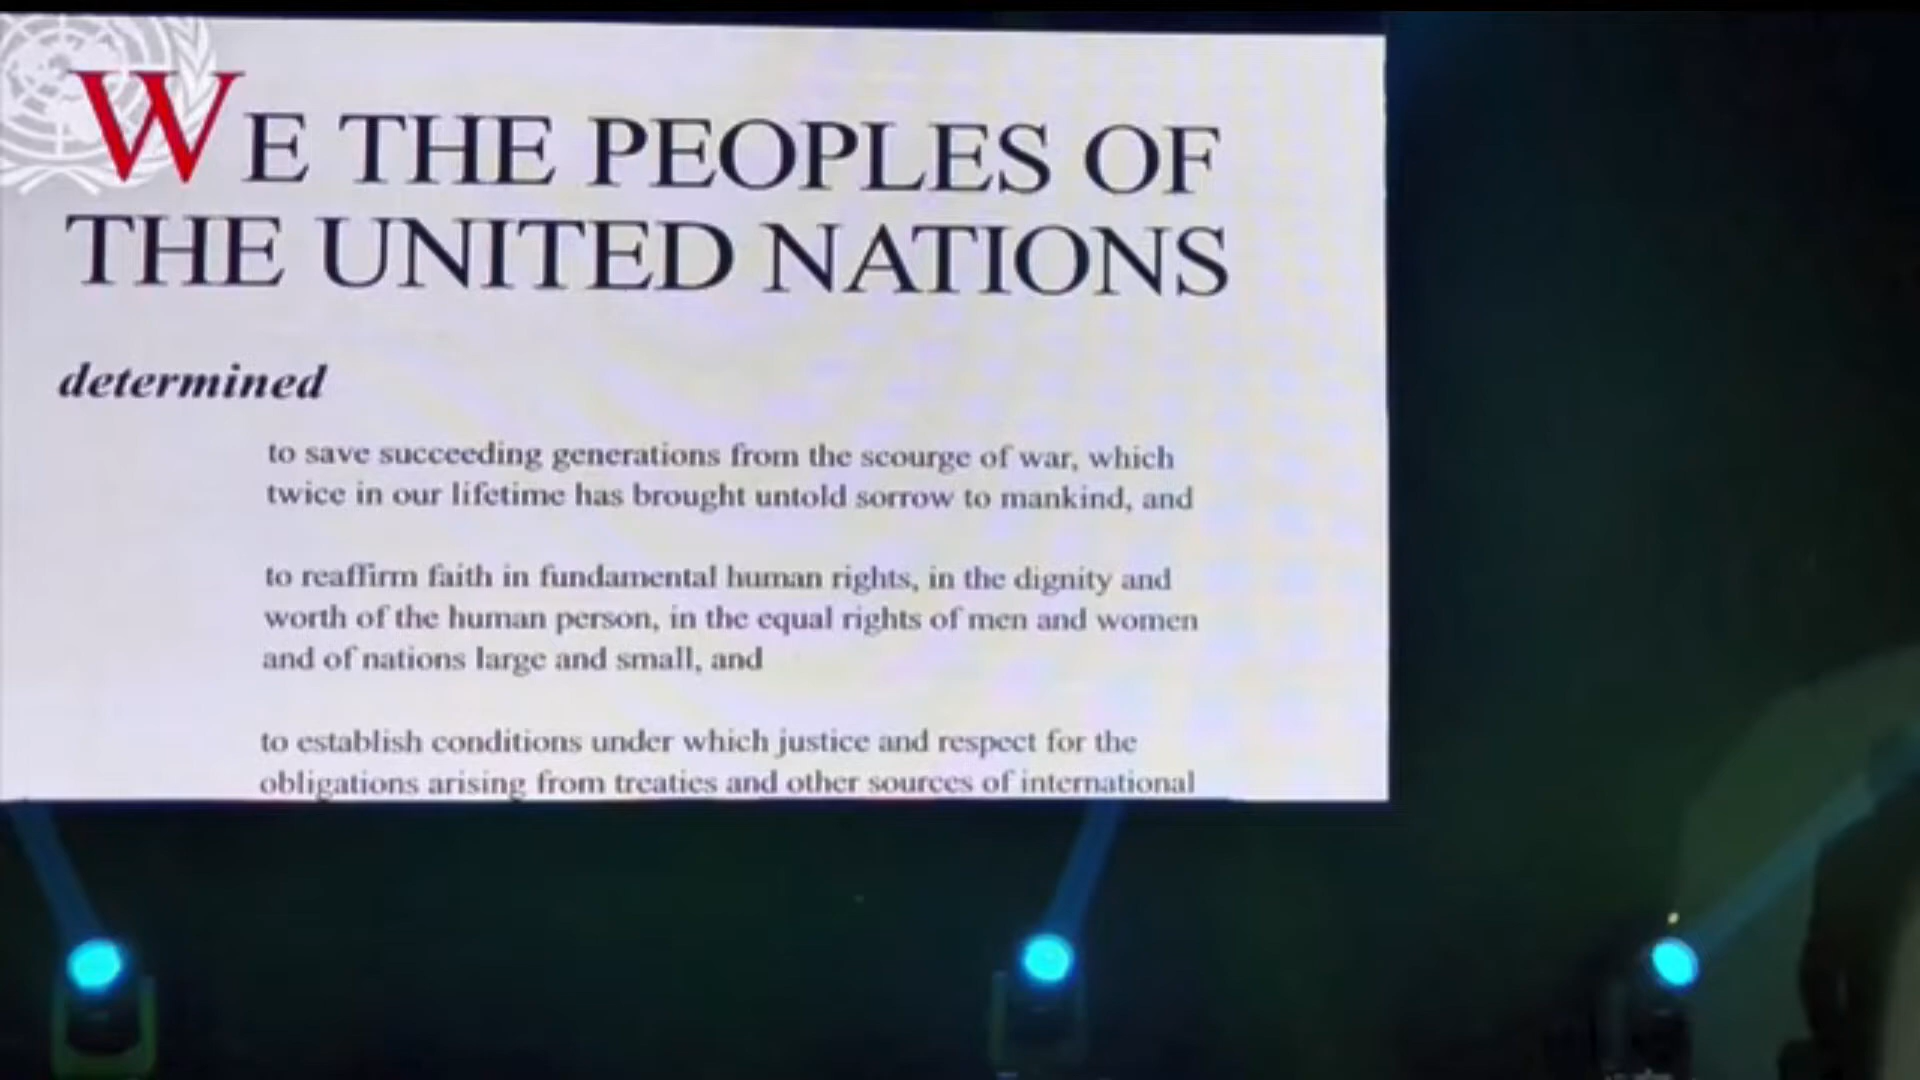 WE THE PEOPLES OF
THE UNITED NATIONS
determined
to save succeeding generations from the scourge of war, which
twice in our lifetime has brought untold sorrow to mankind, and
to reaffirm faith in fundamental human rights, in the dignity and
worth of the human person, in the equal rights of men and women
and of nations large and small, and
to establish conditions under which justice and respect for the
obligations arising from treaties and other sources of international